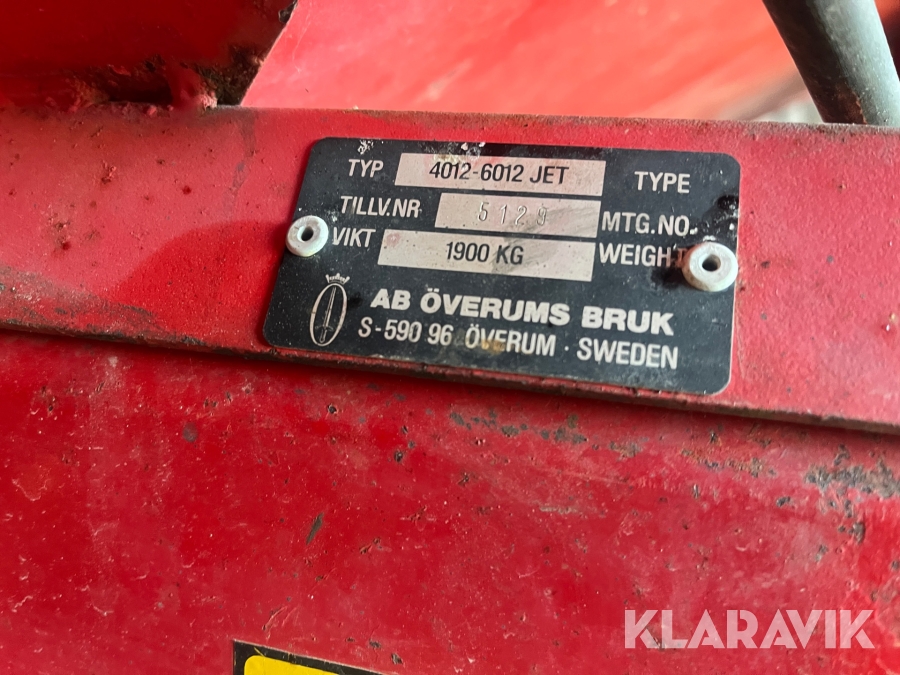 TYP 4012-6012 JET TYPE
TILLV.NR 5129 MTG.NO.
VIKT 1900 KG WEIGHT
AB ÖVERUMS BRUK
S-590 96 ÖVERUM · SWEDEN
KLARAVIK